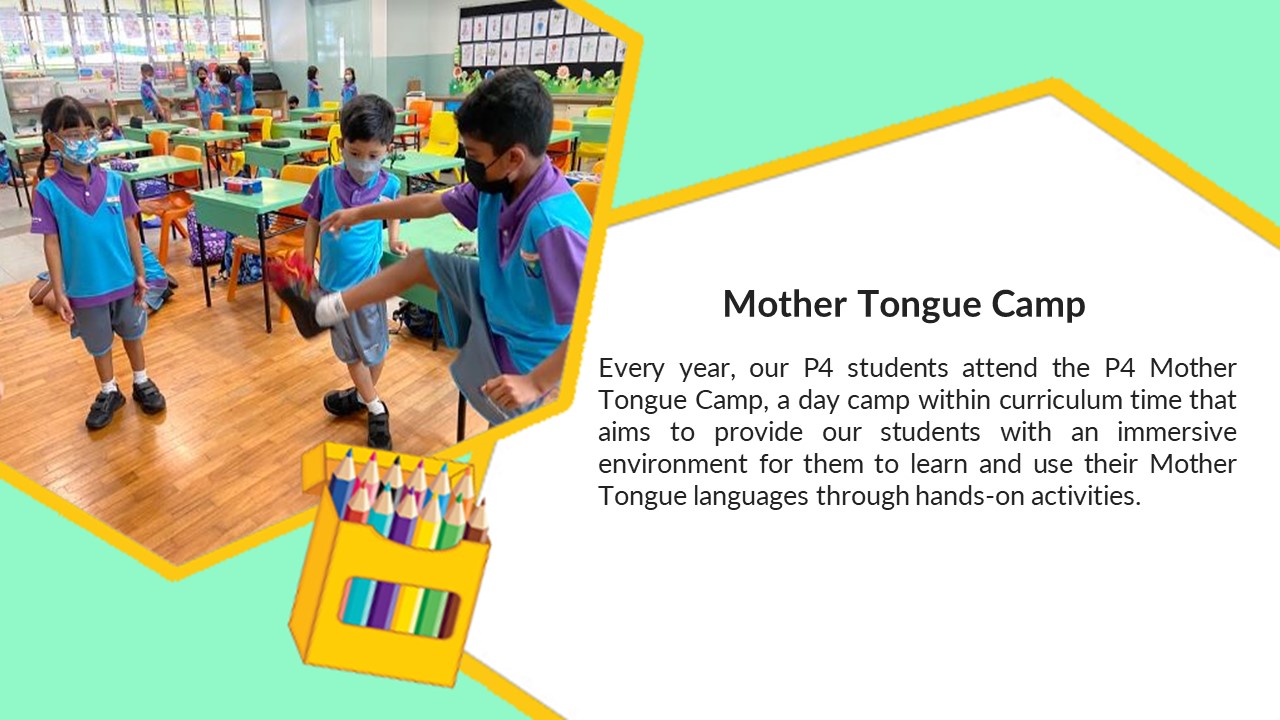 Mother Tongue Camp
Every year, our P4 students attend the P4 Mother
Tongue Camp, a day camp within curriculum time that
aims to provide our students with an immersive
environment for them to learn and use their Mother
Tongue languages through hands-on activities.